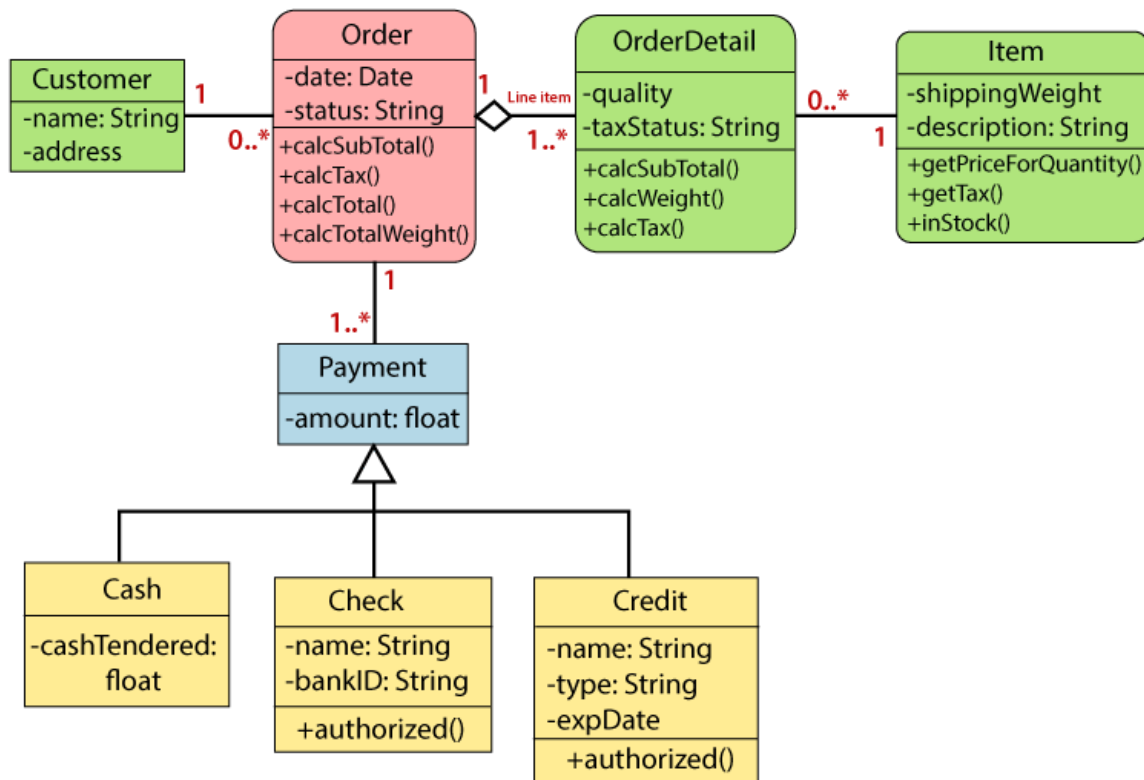 Customer
-name: String
-address
1
0..*
Order
-date: Date
-status: String
+calcSubTotal()
+calcTax()
+calcTotal()
+calcTotalWeight()
1
Line item
1..*
OrderDetail
-quality
-taxStatus: String
+calcSubTotal()
+calcWeight()
+calcTax()
0..*
1
Item
-shippingWeight
-description: String
+getPriceForQuantity()
+getTax()
+inStock()
1
1..*
Payment
-amount: float
Cash
-cashTendered:
float
Check
-name: String
-bankID: String
+authorized()
Credit
-name: String
-type: String
-expDate
+authorized()